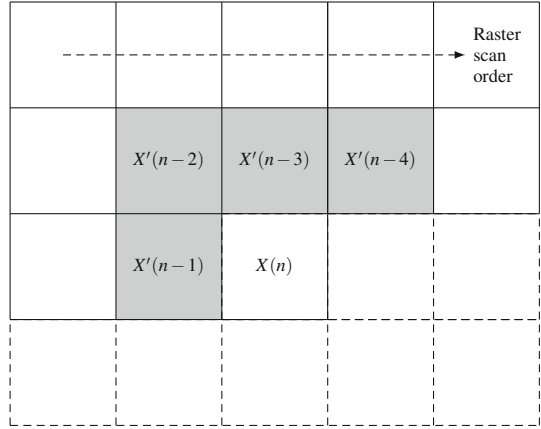 Raster
scan
order
X′(n−2)
X′(n−3)
X′(n−4)
X′(n−1)
X(n)